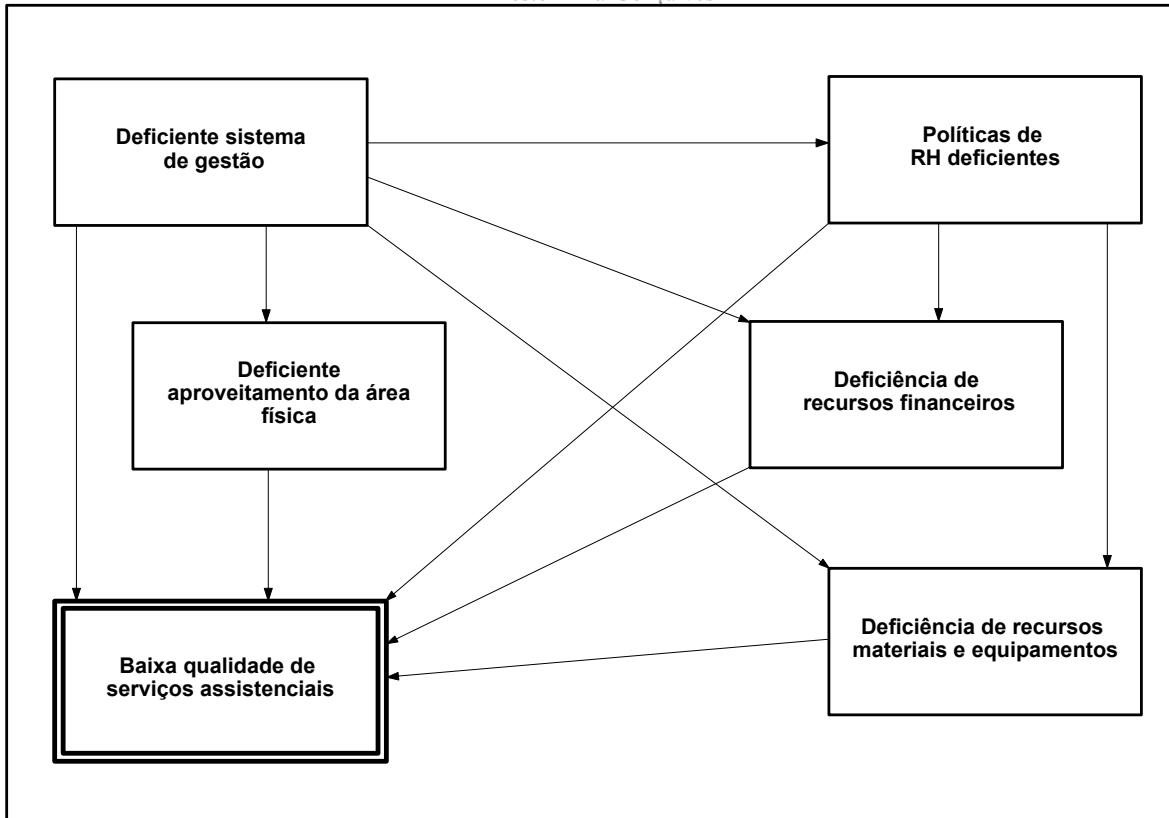 Deficiente sistema
de gestão
Políticas de
RH deficientes
Deficiente
aproveitamento da área
física
Deficiência de
recursos financeiros
Baixa qualidade de
serviços assistenciais
Deficiência de recursos
materiais e equipamentos